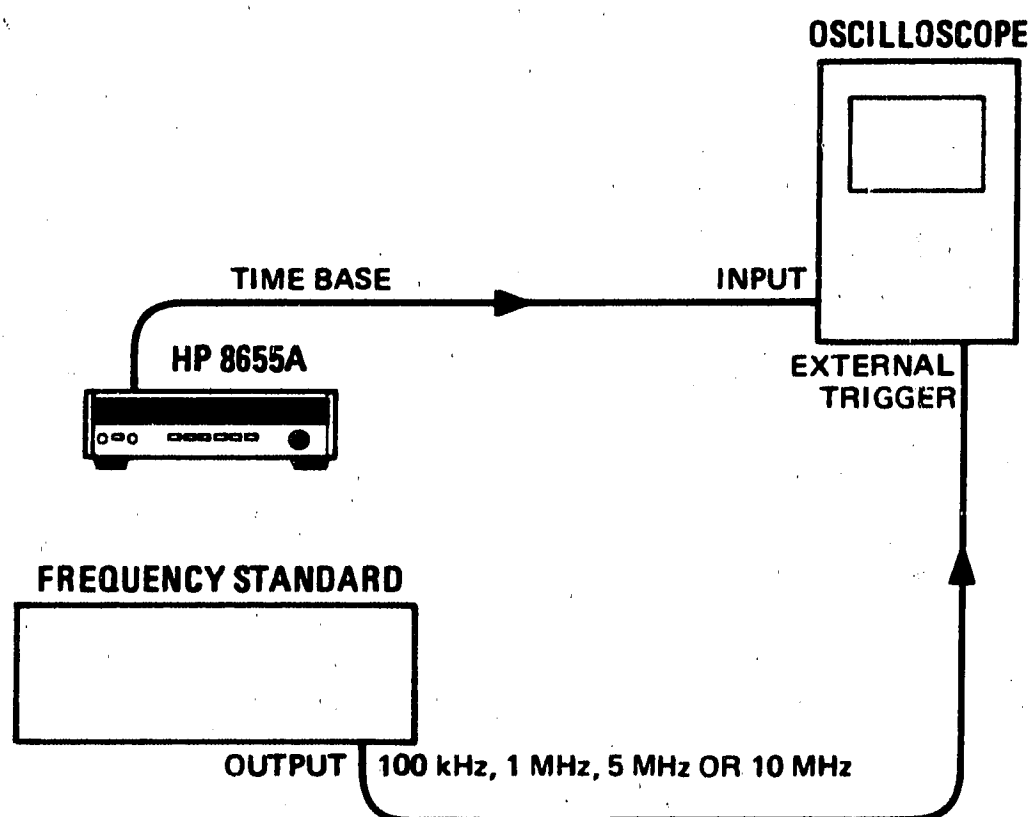 OSCILLOSCOPE
TIME BASE
INPUT
HP 8655A
EXTERNAL
TRIGGER
FREQUENCY STANDARD
OUTPUT
100 kHz, 1 MHz, 5 MHz OR 10 MHz